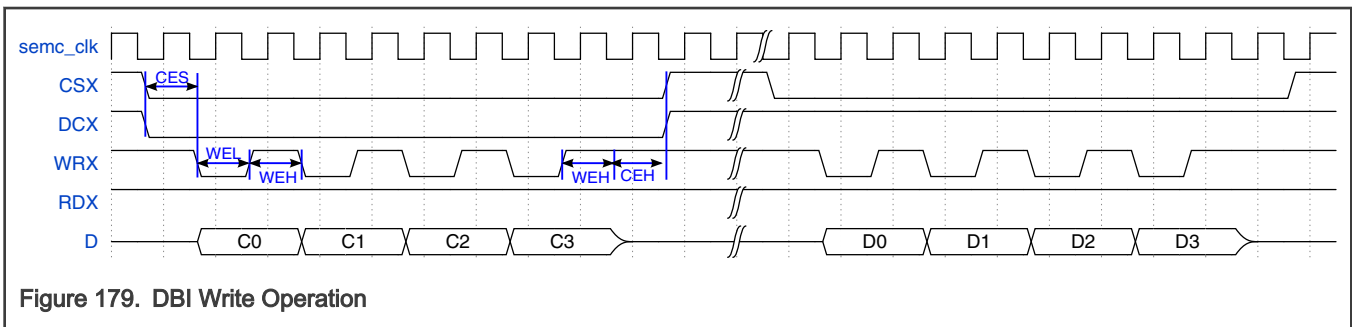 semc_clk
CSX
CES
DCX
WRX
WEL
WEH
WEH
CEH
RDX
D
C0
C1
C2
C3
D0
D1
D2
D3
Figure 179. DBI Write Operation